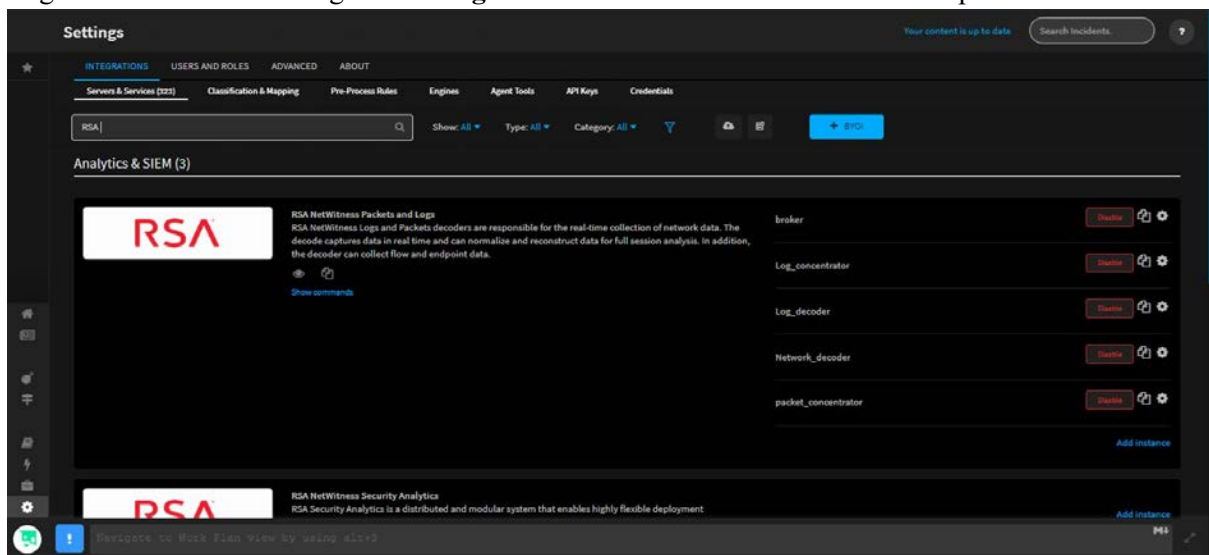 Settings
Your content is up to date
Search Incidents.
?
INTEGRATIONS USERS AND ROLES ADVANCED ABOUT
Servers & Services (323) Classification & Mapping Pre-Process Rules Engines Agent Tools API Keys Credentials
RSA
Show: All Type: All Category: All
+ BYOI
Analytics & SIEM (3)
RSA
RSA NetWitness Packets and Logs
RSA NetWitness Logs and Packets decoders are responsible for the real-time collection of network data. The
decode captures data in real time and can normalize and reconstruct data for full session analysis. In addition,
the decoder can collect flow and endpoint data.
Show commands
broker Disable
Log_concentrator Disable
Log_decoder Disable
Network_decoder Disable
packet_concentrator Disable
Add instance
RSA
RSA NetWitness Security Analytics
RSA Security Analytics is a distributed and modular system that enables highly flexible deployment
Add instance
! Navigate to Work Plan view by using alt+3
M↓